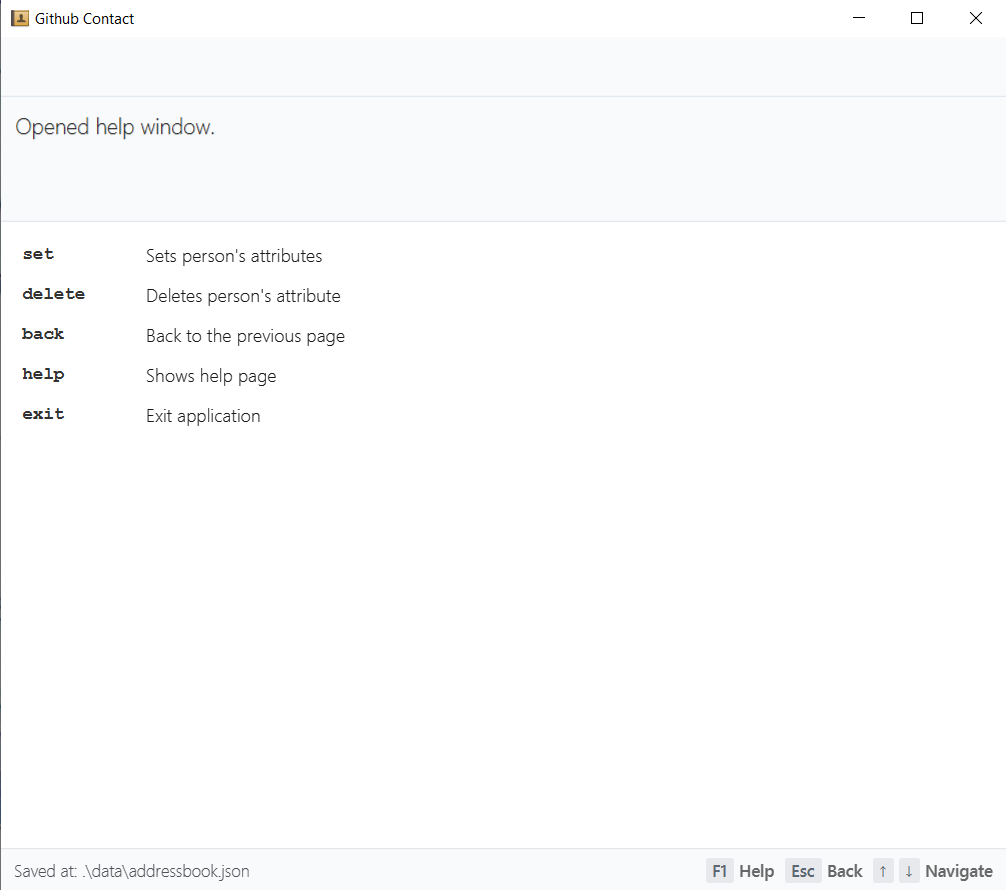 Github Contact
Opened help window.
set Sets person's attributes
delete Deletes person's attribute
back Back to the previous page
help Shows help page
exit Exit application
Saved at: .\data\addressbook.json F1 Help Esc Back ↑ ↓ Navigate